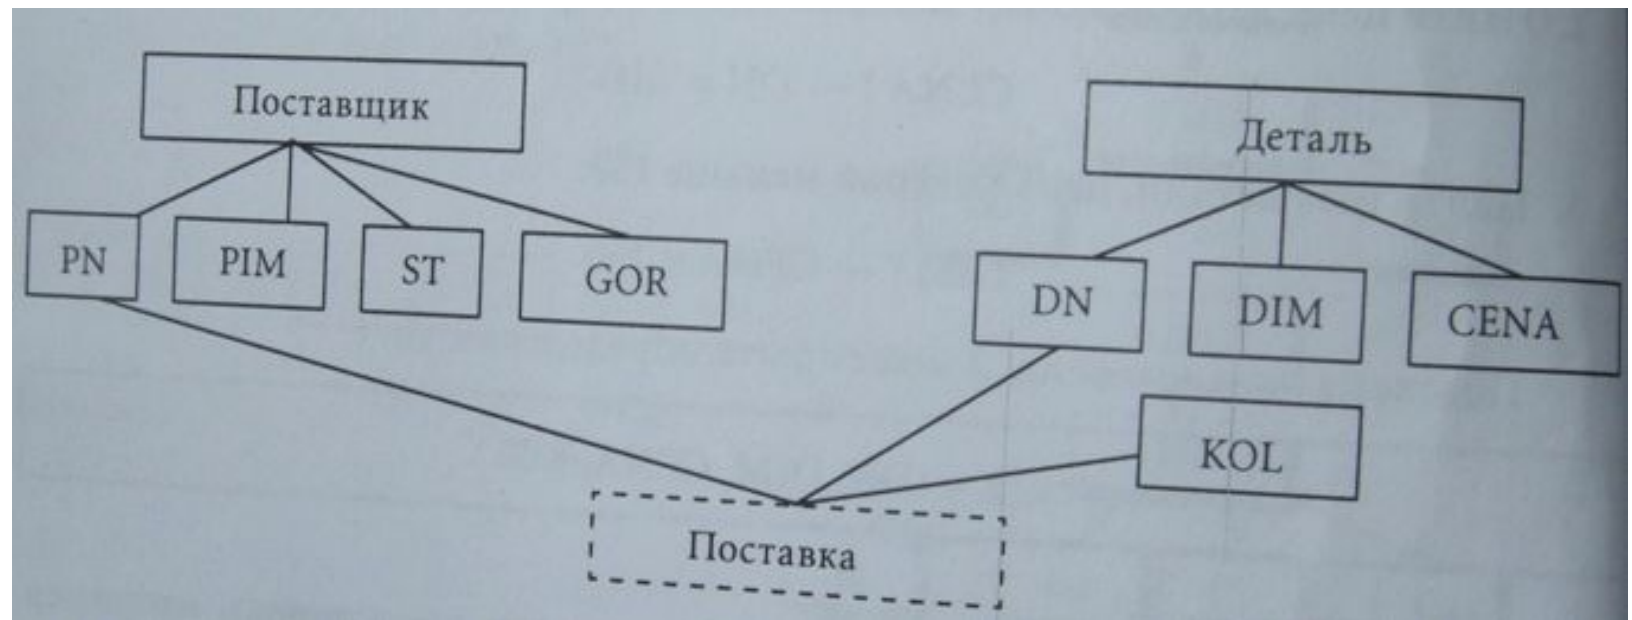 Поставщик
Деталь
PN
PIM
ST
GOR
DN
DIM
CENA
KOL
Поставка